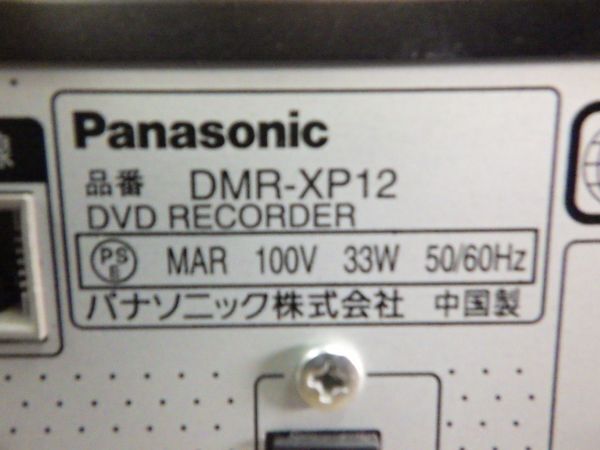 Panasonic
品番 DMR-XP12
DVD RECORDER
PS E MAR 100V 33W 50/60Hz
パナソニック株式会社 中国製